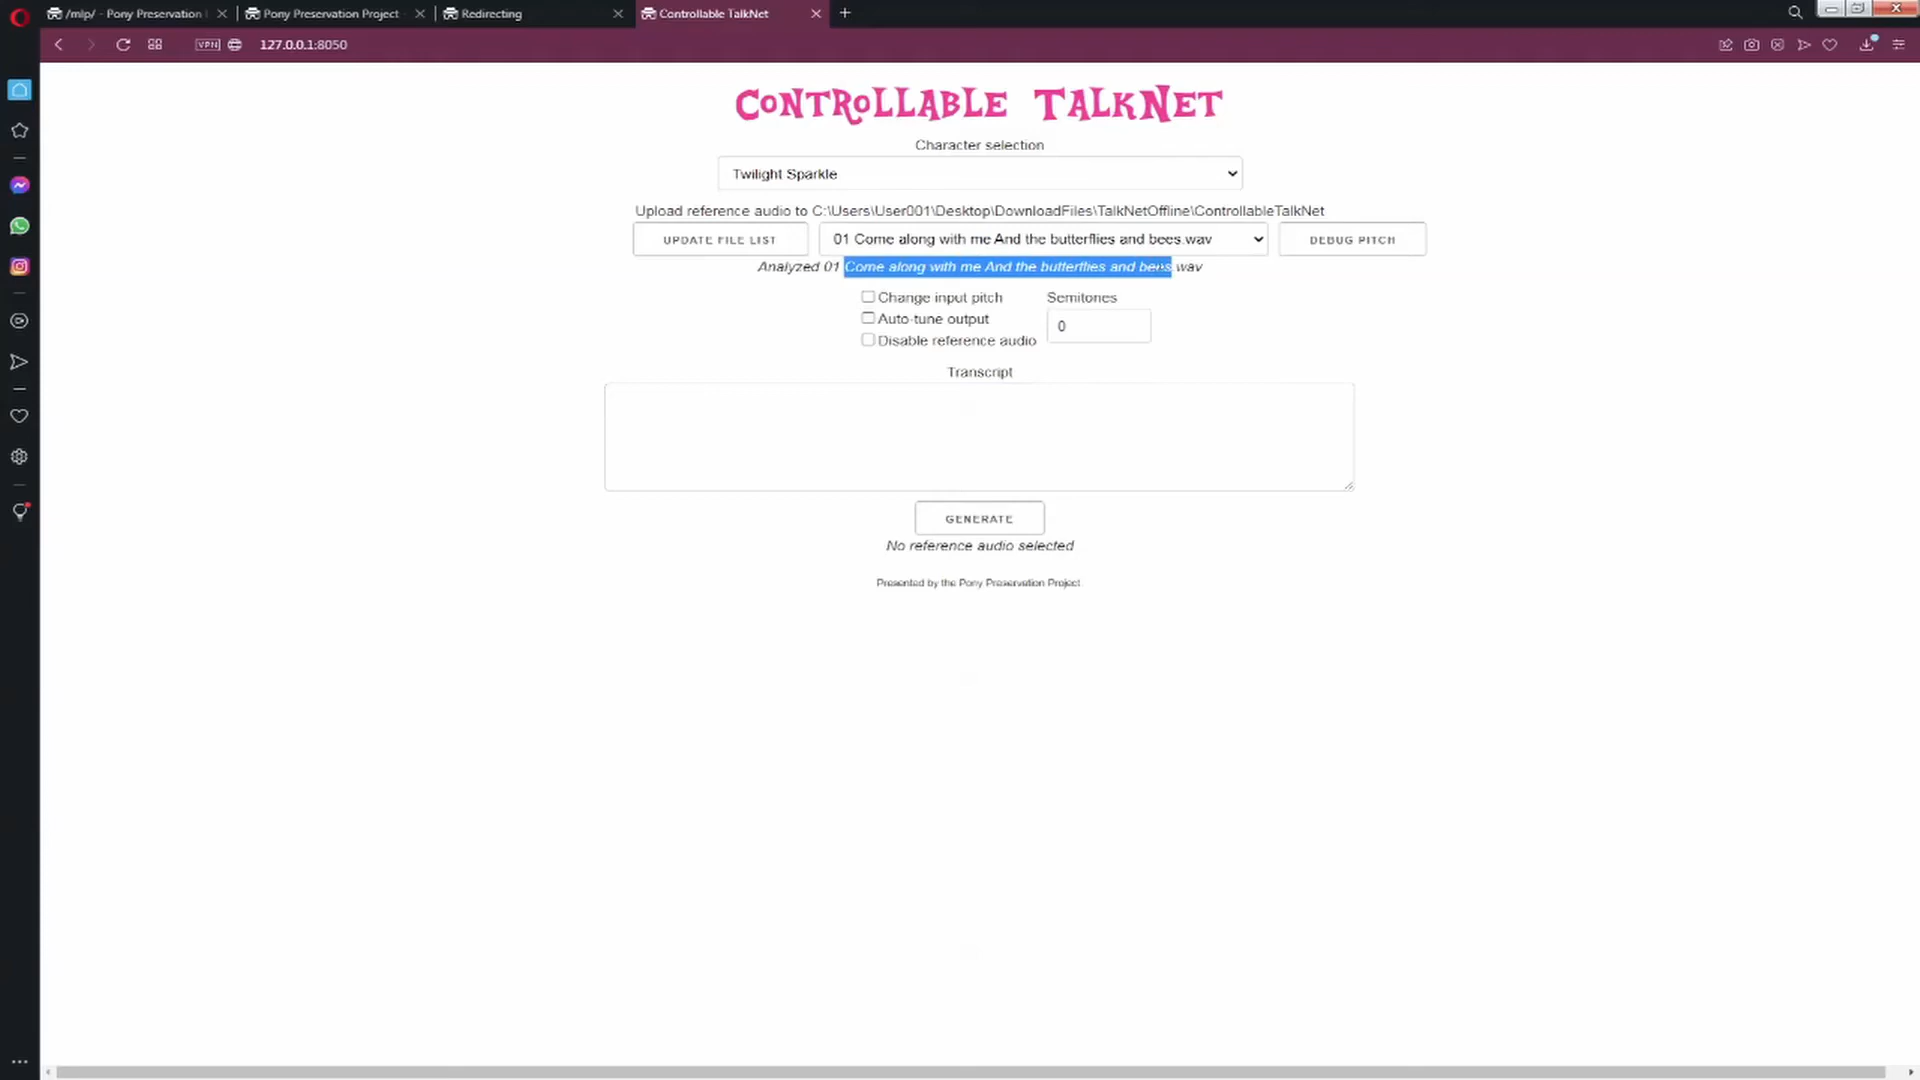 /mlp/ - Pony Preservation
Pony Preservation Project
Redirecting
Controllable TalkNet
VPN
127.0.0.1:8050
Controllable TalkNet
Character selection
Twilight Sparkle
Upload reference audio to C:\Users\User001\Desktop\DownloadFiles\TalkNetOffline\ControllableTalkNet
UPDATE FILE LIST
01 Come along with me And the butterflies and bees.wav
DEBUG PITCH
Analyzed 01 Come along with me And the butterflies and bees.wav
Change input pitch
Semitones
Auto-tune output
0
Disable reference audio
Transcript
GENERATE
No reference audio selected
Presented by the Pony Preservation Project.